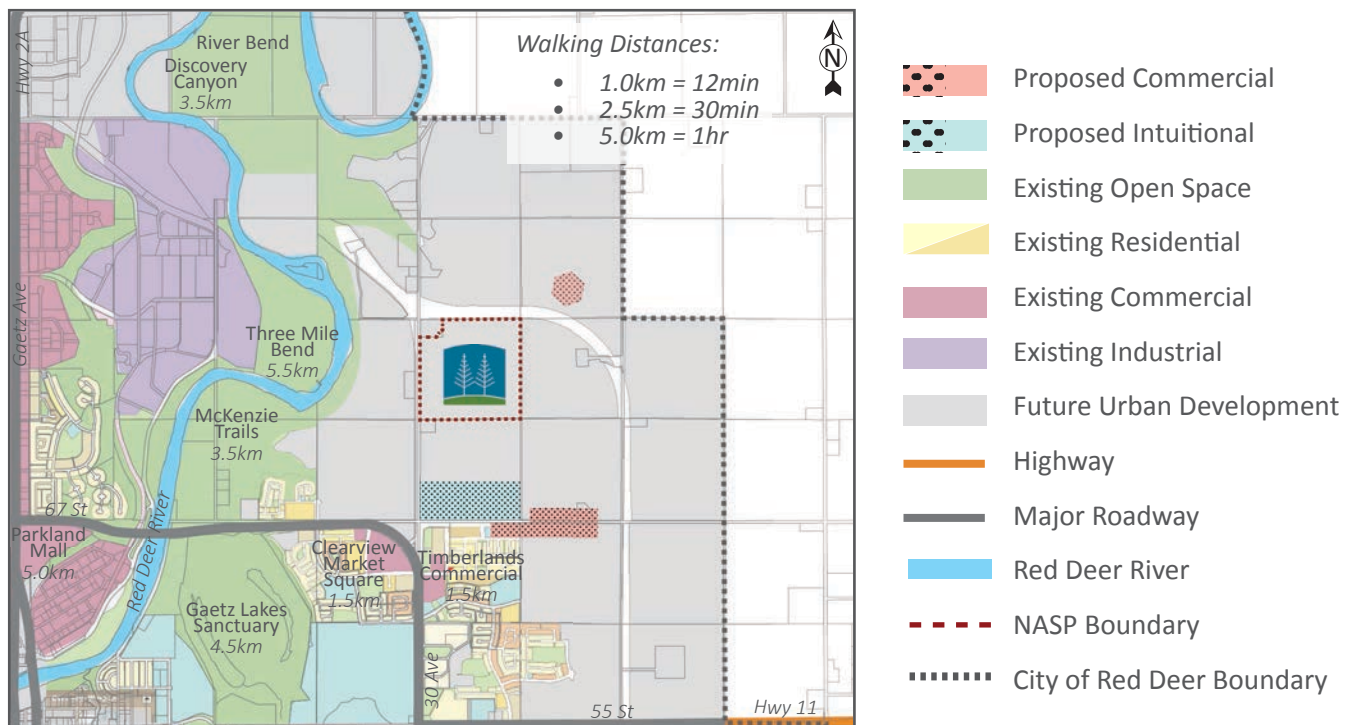 Hwy 2A
River Bend
Discovery
Canyon
3.5km
Walking Distances:
• 1.0km = 12min
• 2.5km = 30min
• 5.0km = 1hr
N
Gaetz Ave
Three Mile
Bend
5.5km
McKenzie
Trails
3.5km
67 St
Parkland
Mall
5.0km
Red Deer River
Clearview
Market
Square
1.5km
Timberlands
Commercial
1.5km
Gaetz Lakes
Sanctuary
4.5km
30 Ave
55 St
Hwy 11
Proposed Commercial
Proposed Intuitional
Existing Open Space
Existing Residential
Existing Commercial
Existing Industrial
Future Urban Development
Highway
Major Roadway
Red Deer River
NASP Boundary
City of Red Deer Boundary